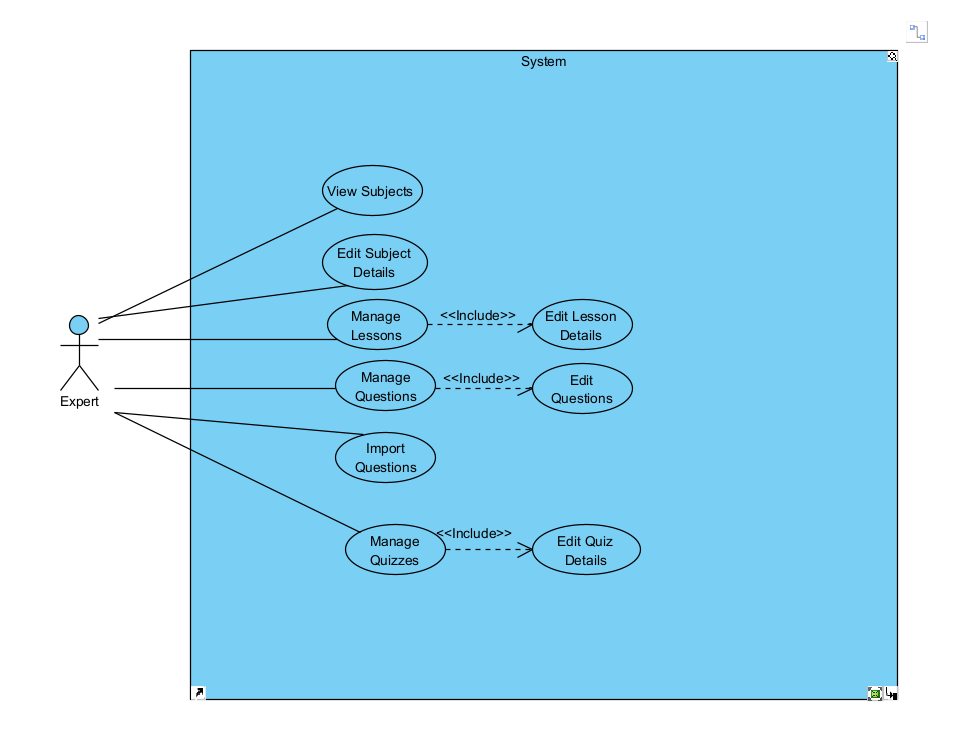 System
View Subjects
Edit Subject
Details
Manage
Lessons
<<Include>>
Edit Lesson
Details
Manage
Questions
<<Include>>
Edit
Questions
Expert
Import
Questions
Manage
Quizzes
<<Include>>
Edit Quiz
Details